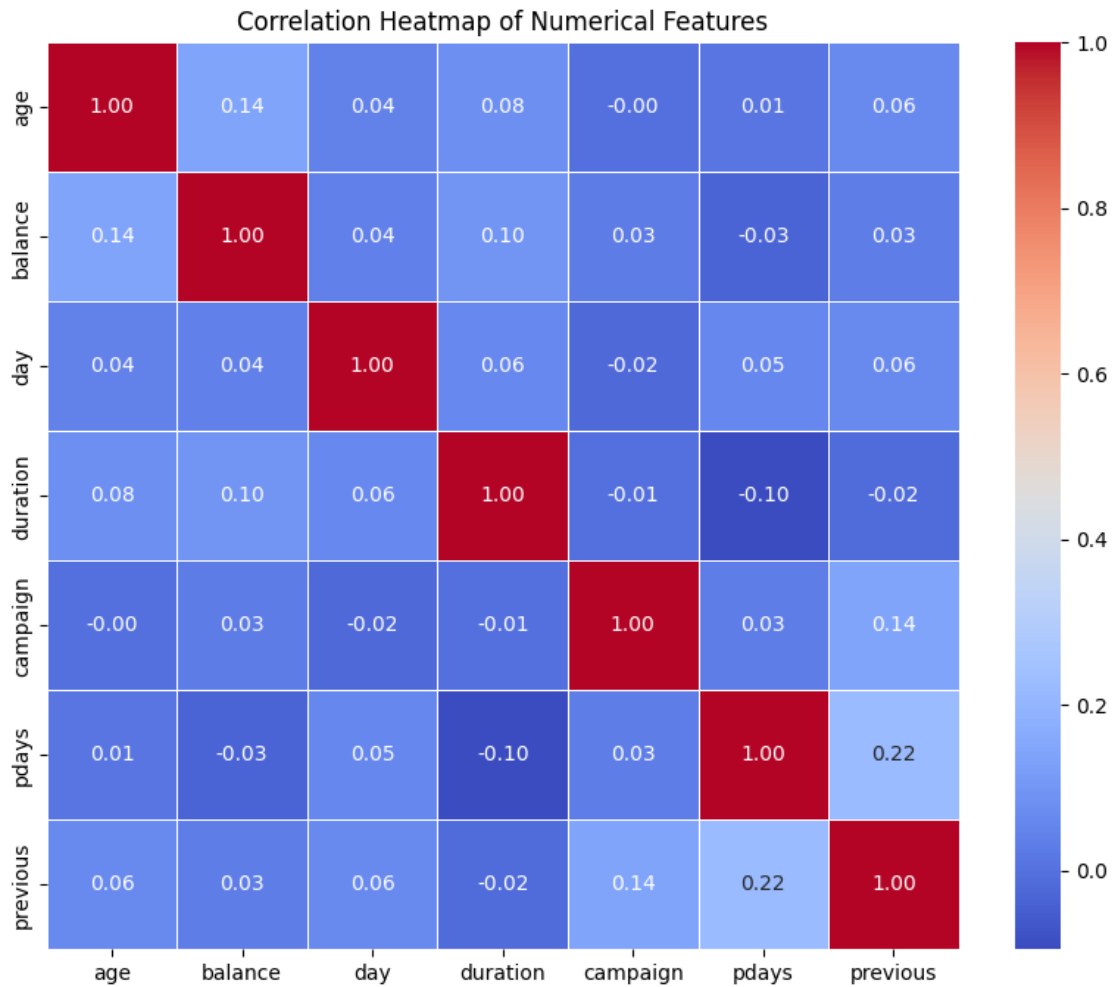 Correlation Heatmap of Numerical Features
age 1.00 0.14 0.04 0.08 -0.00 0.01 0.06
balance 0.14 1.00 0.04 0.10 0.03 -0.03 0.03
day 0.04 0.04 1.00 0.06 -0.02 0.05 0.06
duration 0.08 0.10 0.06 1.00 -0.01 -0.10 -0.02
campaign -0.00 0.03 -0.02 -0.01 1.00 0.03 0.14
pdays 0.01 -0.03 0.05 -0.10 0.03 1.00 0.22
previous 0.06 0.03 0.06 -0.02 0.14 0.22 1.00
age balance day duration campaign pdays previous
1.0
0.8
0.6
0.4
0.2
0.0